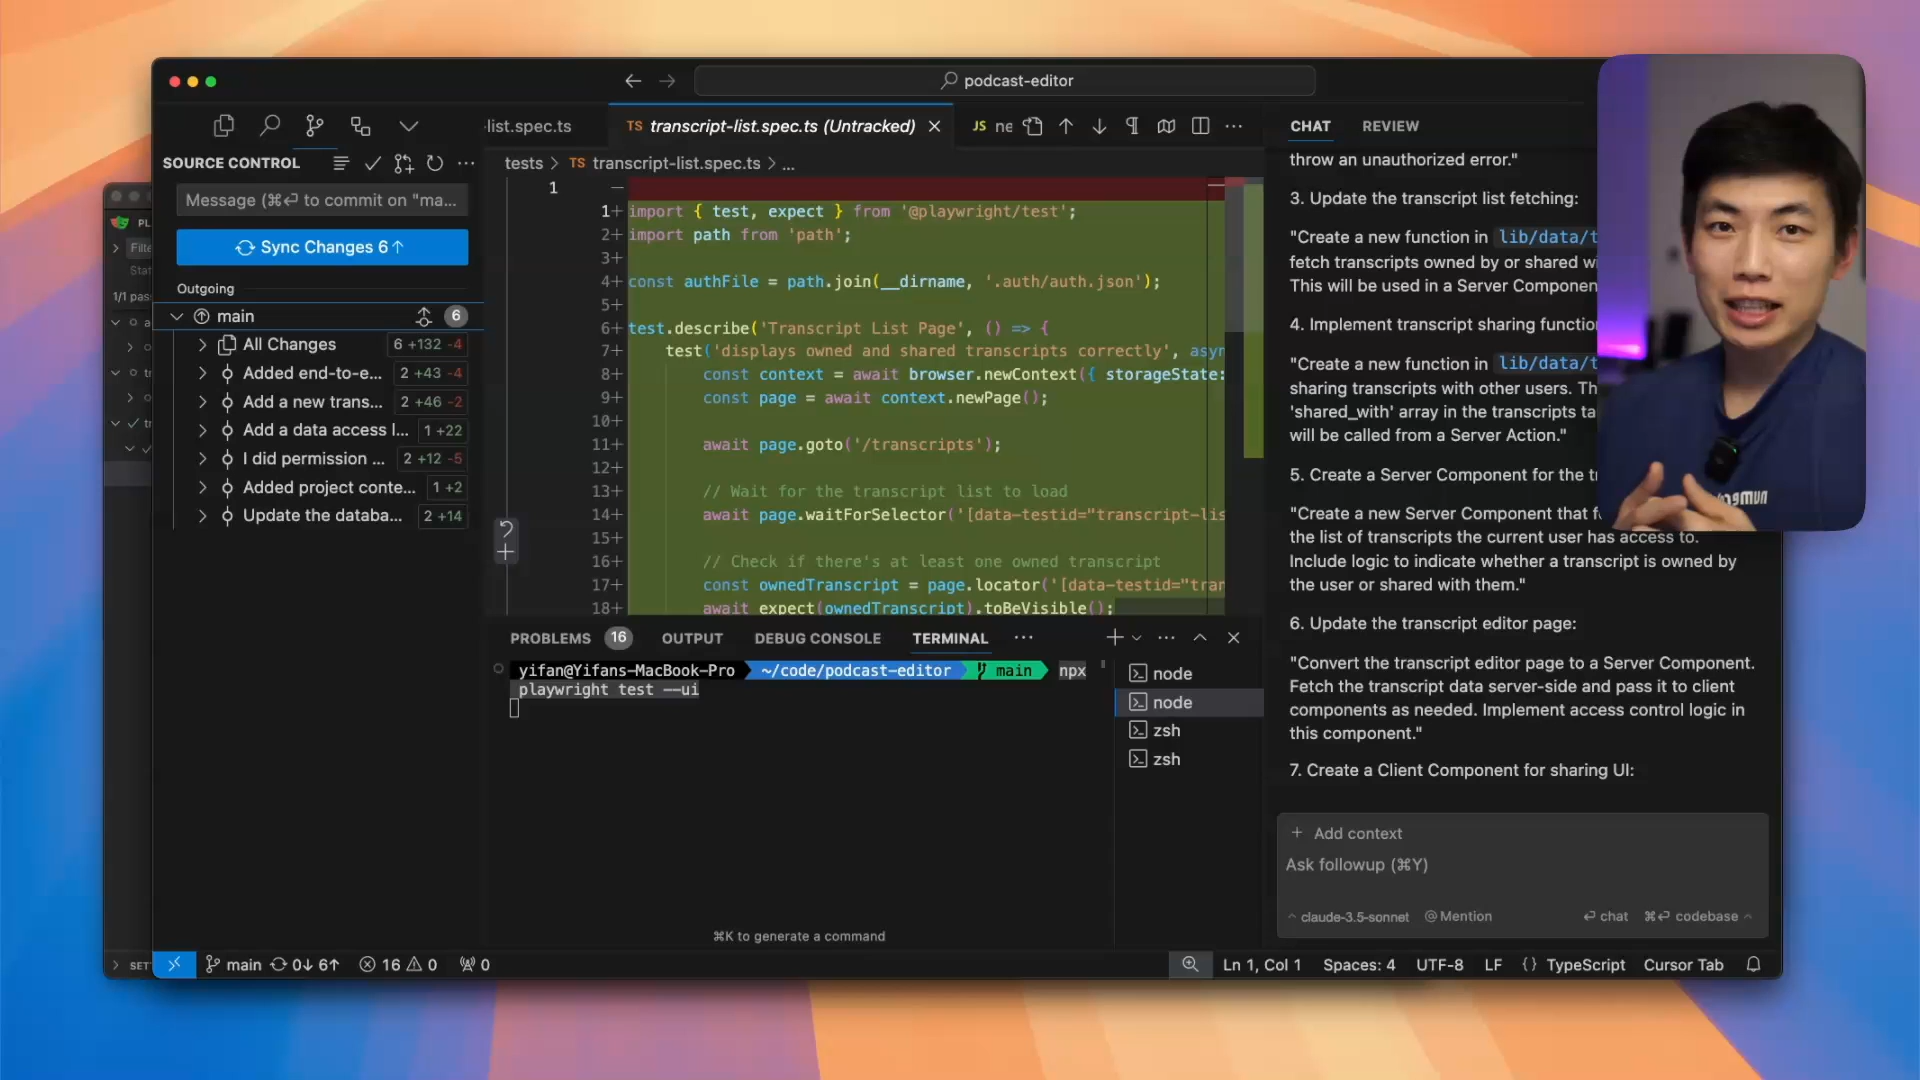 podcast-editor
PL
Filte
Stat
1/1 pas
SET
SOURCE CONTROL
Message (⌘⏎ to commit on "ma...
Sync Changes 6↑
Outgoing
main 6
All Changes 6 +132 -4
Added end-to-e... 2 +43 -4
Add a new trans... 2 +46 -2
Add a data access l... 1 +22
I did permission ... 2 +12 -5
Added project conte... 1 +2
Update the databa... 2 +14
-list.spec.ts
TS transcript-list.spec.ts (Untracked)
JS ne
tests > TS transcript-list.spec.ts > ...
1 —
1+ import { test, expect } from '@playwright/test';
2+ import path from 'path';
3+
4+ const authFile = path.join(__dirname, '.auth/auth.json');
5+
6+ test.describe('Transcript List Page', () => {
7+ test('displays owned and shared transcripts correctly', asyn
8+ const context = await browser.newContext({ storageState:
9+ const page = await context.newPage();
10+
11+ await page.goto('/transcripts');
12+
13+ // Wait for the transcript list to load
14+ await page.waitForSelector('[data-testid="transcript-lis
15+
16+ // Check if there's at least one owned transcript
17+ const ownedTranscript = page.locator('[data-testid="tran
18+ await expect(ownedTranscript).toBeVisible();
PROBLEMS 16 OUTPUT DEBUG CONSOLE TERMINAL
yifan@Yifans-MacBook-Pro ~/code/podcast-editor main npx
playwright test --ui
node
node
zsh
zsh
⌘K to generate a command
CHAT REVIEW
throw an unauthorized error."
3. Update the transcript list fetching:
"Create a new function in lib/data/t
fetch transcripts owned by or shared wi
This will be used in a Server Componen
4. Implement transcript sharing functio
"Create a new function in lib/data/t
sharing transcripts with other users. Th
'shared_with' array in the transcripts ta
will be called from a Server Action."
5. Create a Server Component for the tr
"Create a new Server Component that f
the list of transcripts the current user has access to.
Include logic to indicate whether a transcript is owned by
the user or shared with them."
6. Update the transcript editor page:
"Convert the transcript editor page to a Server Component.
Fetch the transcript data server-side and pass it to client
components as needed. Implement access control logic in
this component."
7. Create a Client Component for sharing UI:
+ Add context
Ask followup (⌘Y)
^ claude-3.5-sonnet @ Mention ⏎ chat ⌘⏎ codebase ^
main 0↓ 6↑ 16 0 0
Ln 1, Col 1 Spaces: 4 UTF-8 LF {} TypeScript Cursor Tab